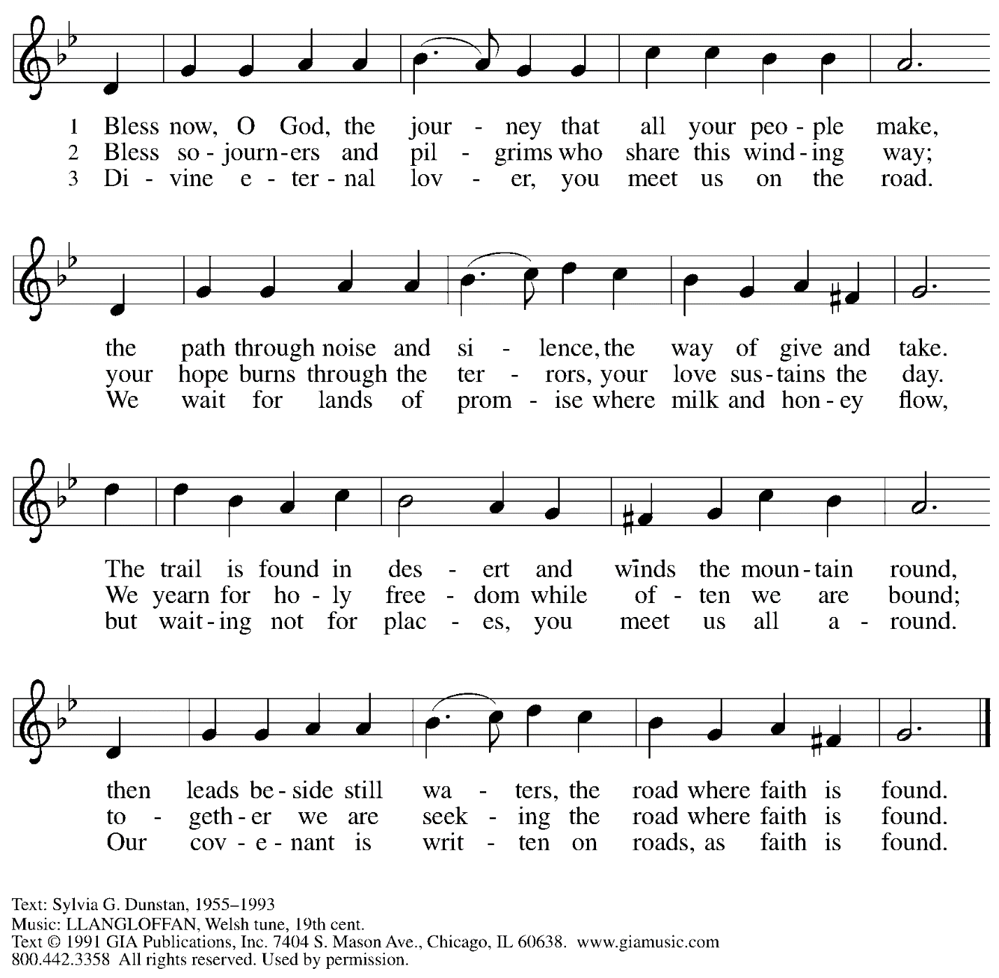 1 Bless now, O God, the jour - ney that all your peo - ple make,
2 Bless so - journ - ers and pil - grims who share this wind - ing way;
3 Di - vine e - ter - nal lov - er, you meet us on the road.
the path through noise and si - lence, the way of give and take.
your hope burns through the ter - rors, your love sus - tains the day.
We wait for lands of prom - ise where milk and hon - ey flow,
The trail is found in des - ert and wīnds the moun - tain round,
We yearn for ho - ly free - dom while of - ten we are bound;
but wait - ing not for plac - es, you meet us all a - round.
then leads be - side still wa - ters, the road where faith is found.
to - geth - er we are seek - ing the road where faith is found.
Our cov - e - nant is writ - ten on roads, as faith is found.
Text: Sylvia G. Dunstan, 1955–1993
Music: LLANGLOFFAN, Welsh tune, 19th cent.
Text © 1991 GIA Publications, Inc. 7404 S. Mason Ave., Chicago, IL 60638. www.giamusic.com
800.442.3358 All rights reserved. Used by permission.